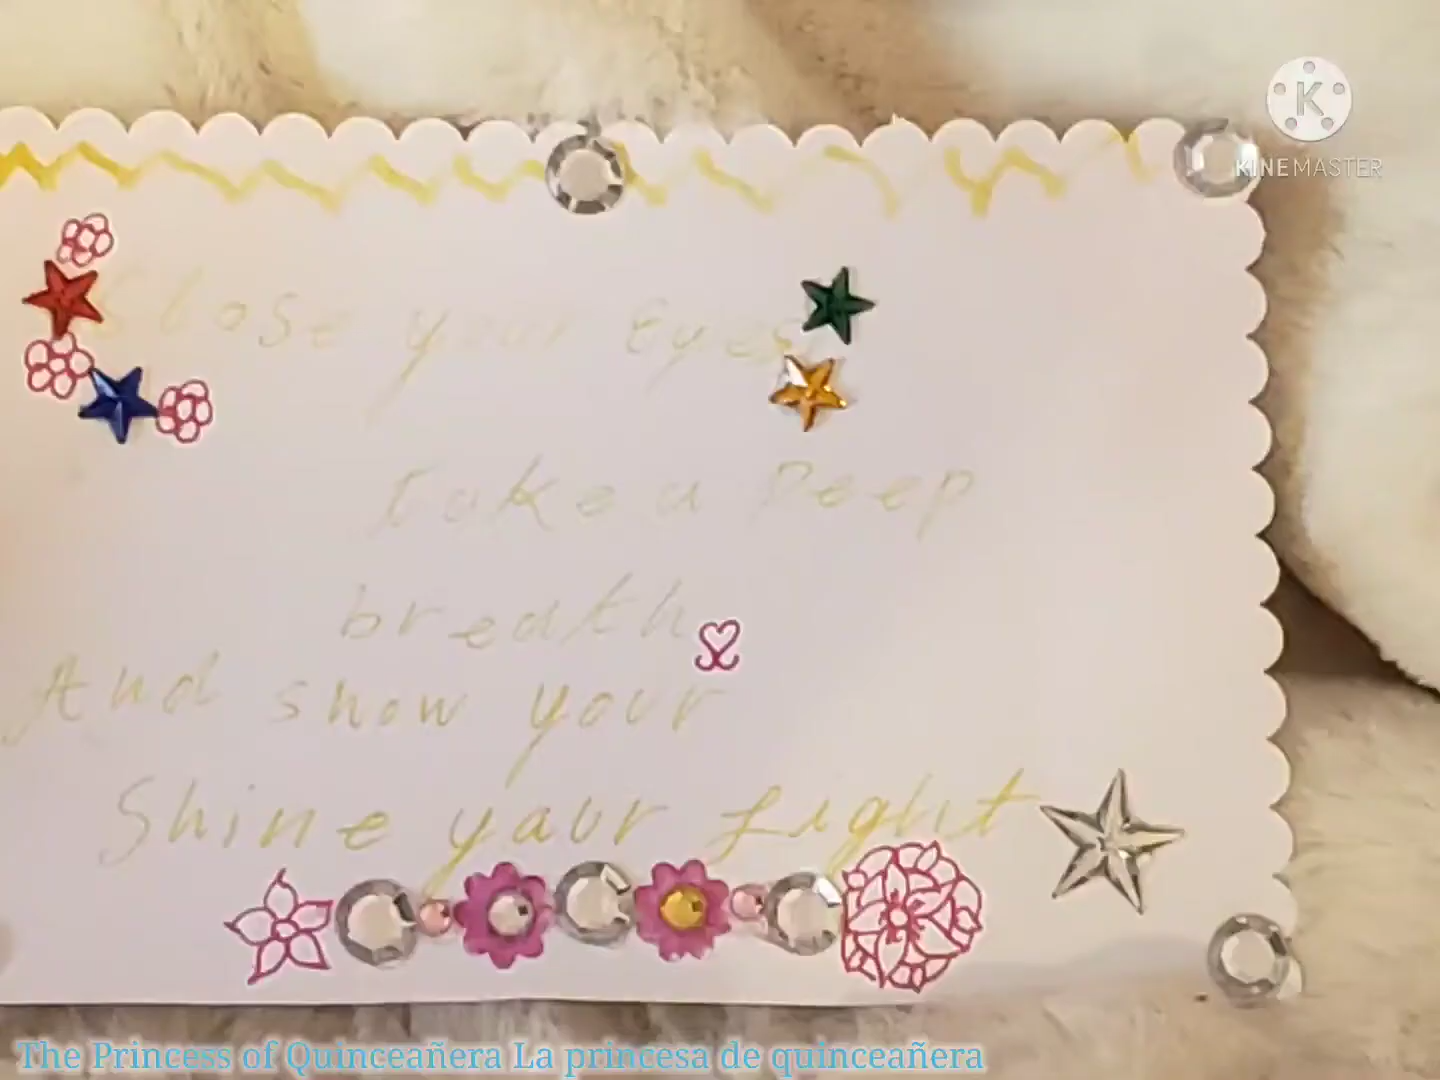 KINEMASTER
Close your Eyes
take a Deep
breath
And show your
Shine yaour Light
The Princess of Quinceañera La princesa de quinceañera